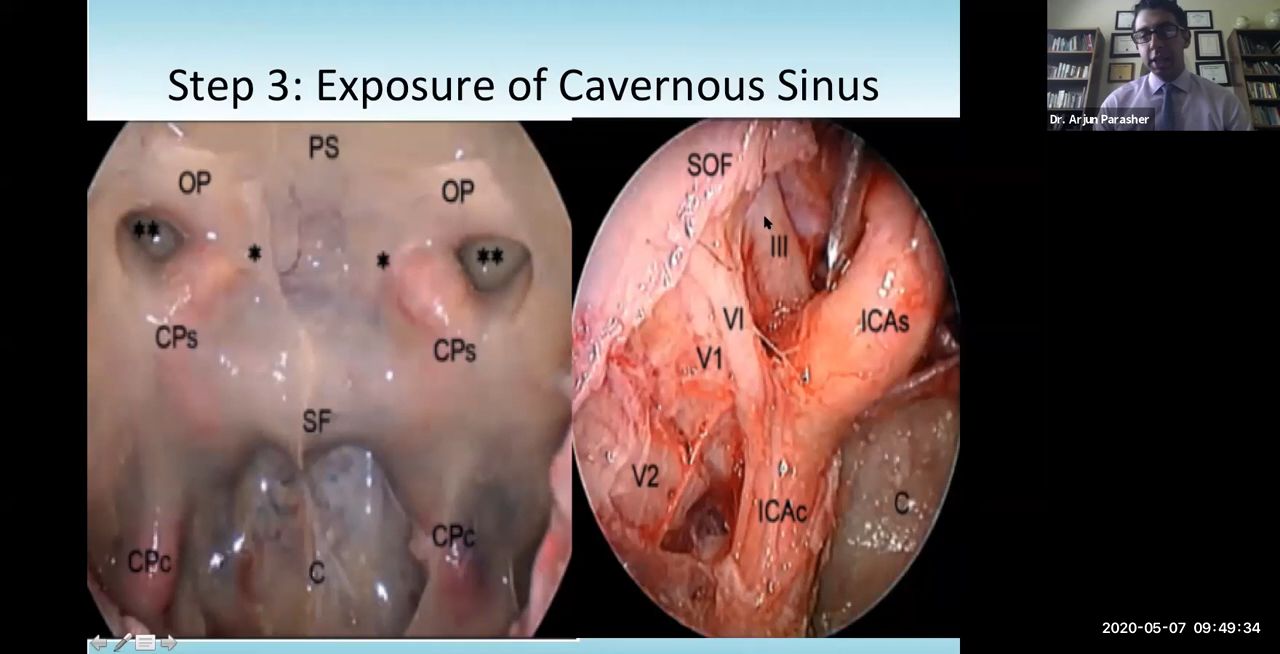 Step 3: Exposure of Cavernous Sinus
PS
OP
OP
**
**
*
*
CPs
CPs
SF
CPc
CPc
C
SOF
III
VI
ICAs
V1
V2
ICAc
C
Dr. Arjun Parasher
2020-05-07 09:49:34